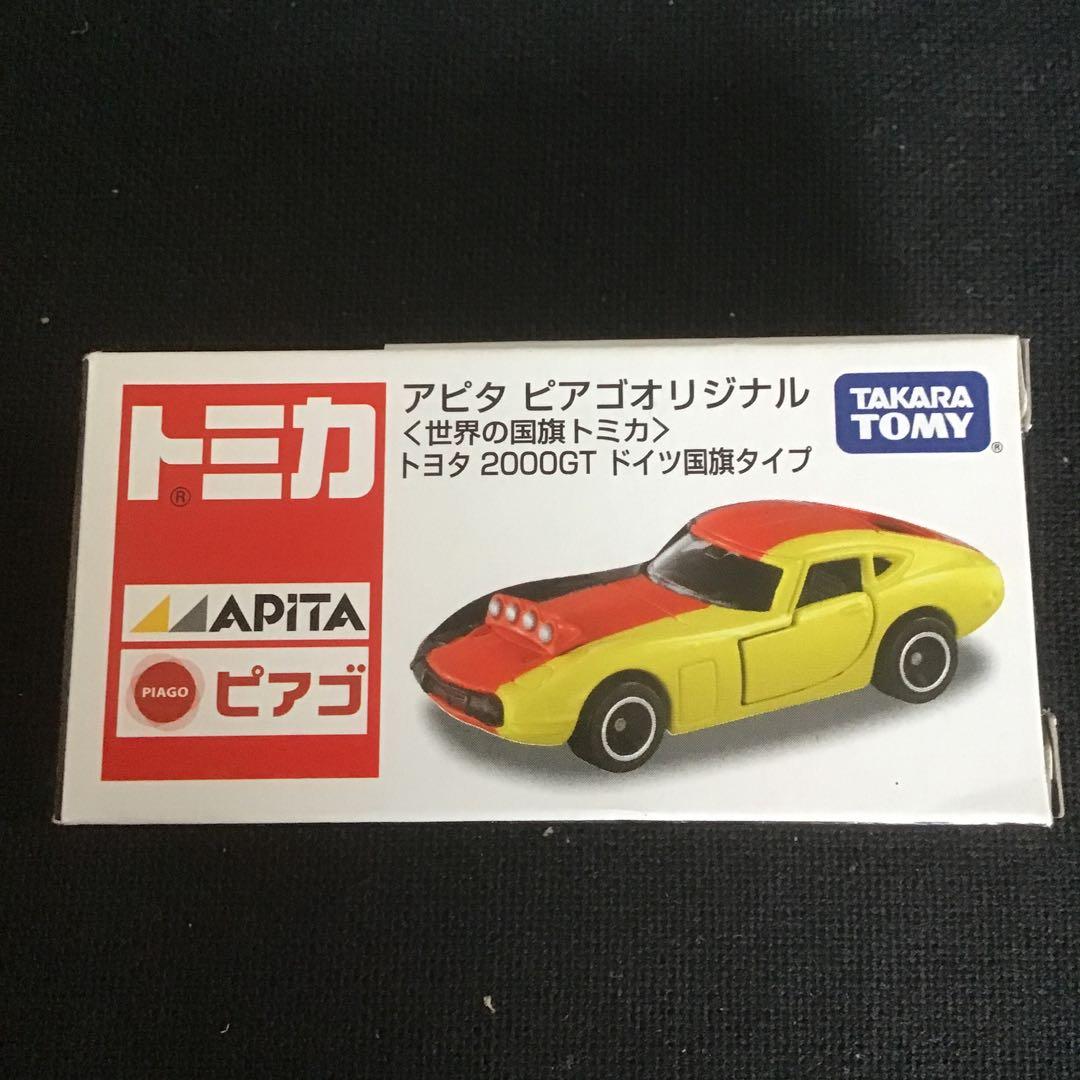 トミカ
®
APiTA
PIAGO ピアゴ
アピタ ピアゴオリジナル
<世界の国旗トミカ>
トヨタ 2000GT ドイツ国旗タイプ
TAKARA
TOMY
®